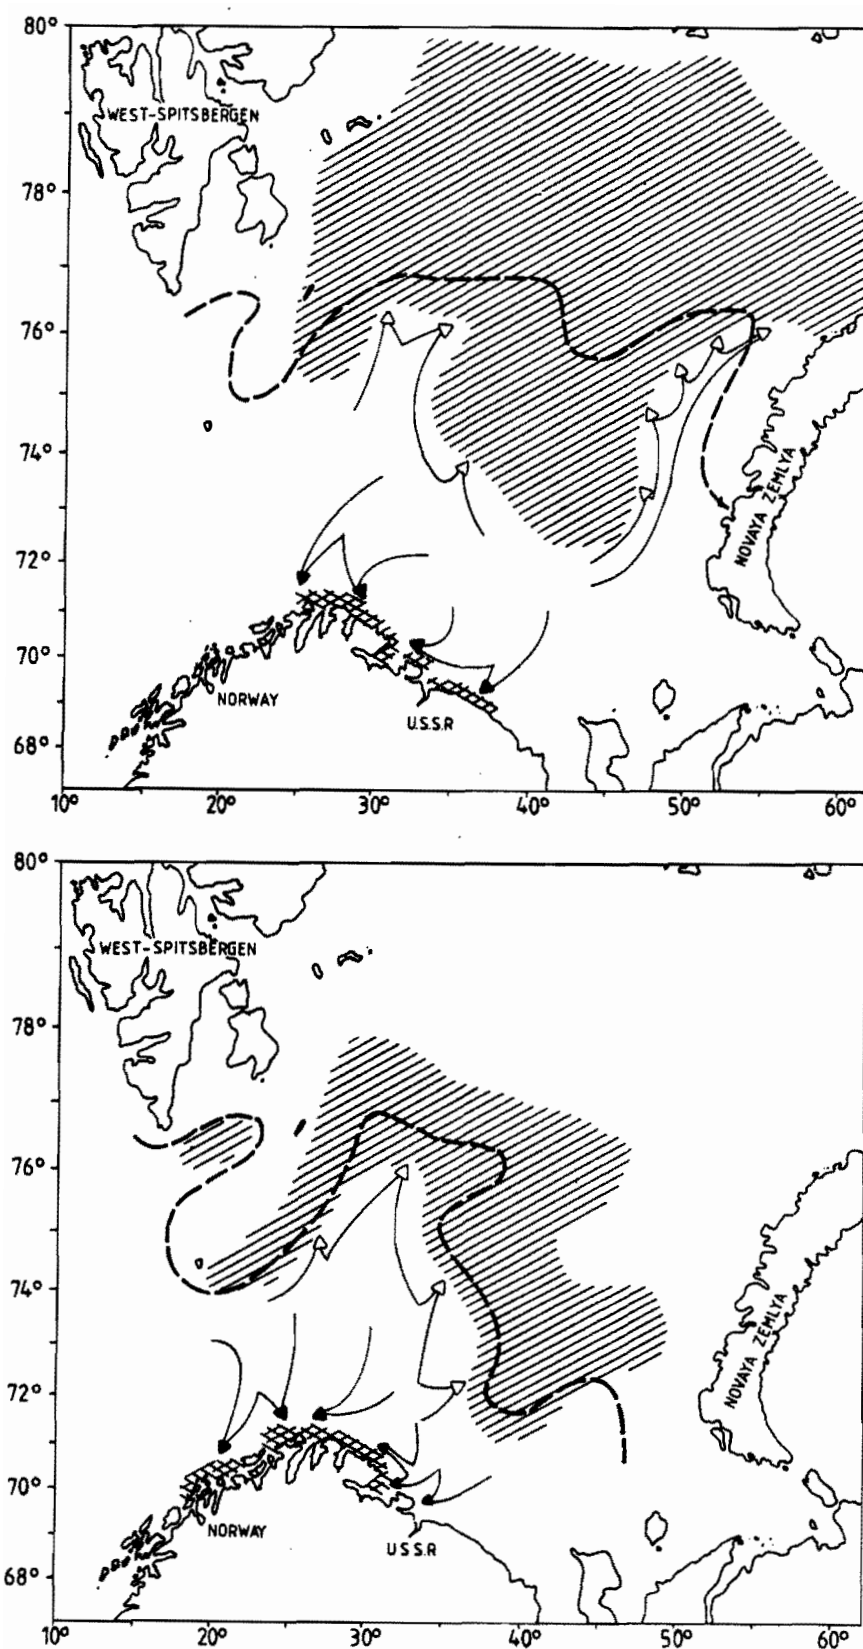 80°
WEST-SPITSBERGEN
78°
76°
74°
NOVAYA ZEMLYA
72°
70°
NORWAY
U.S.S.R
68°
10° 20° 30° 40° 50° 60°
80°
WEST-SPITSBERGEN
78°
76°
74°
NOVAYA ZEMLYA
72°
70°
NORWAY
U S S.R
68°
10° 20° 30° 40° 50° 60°